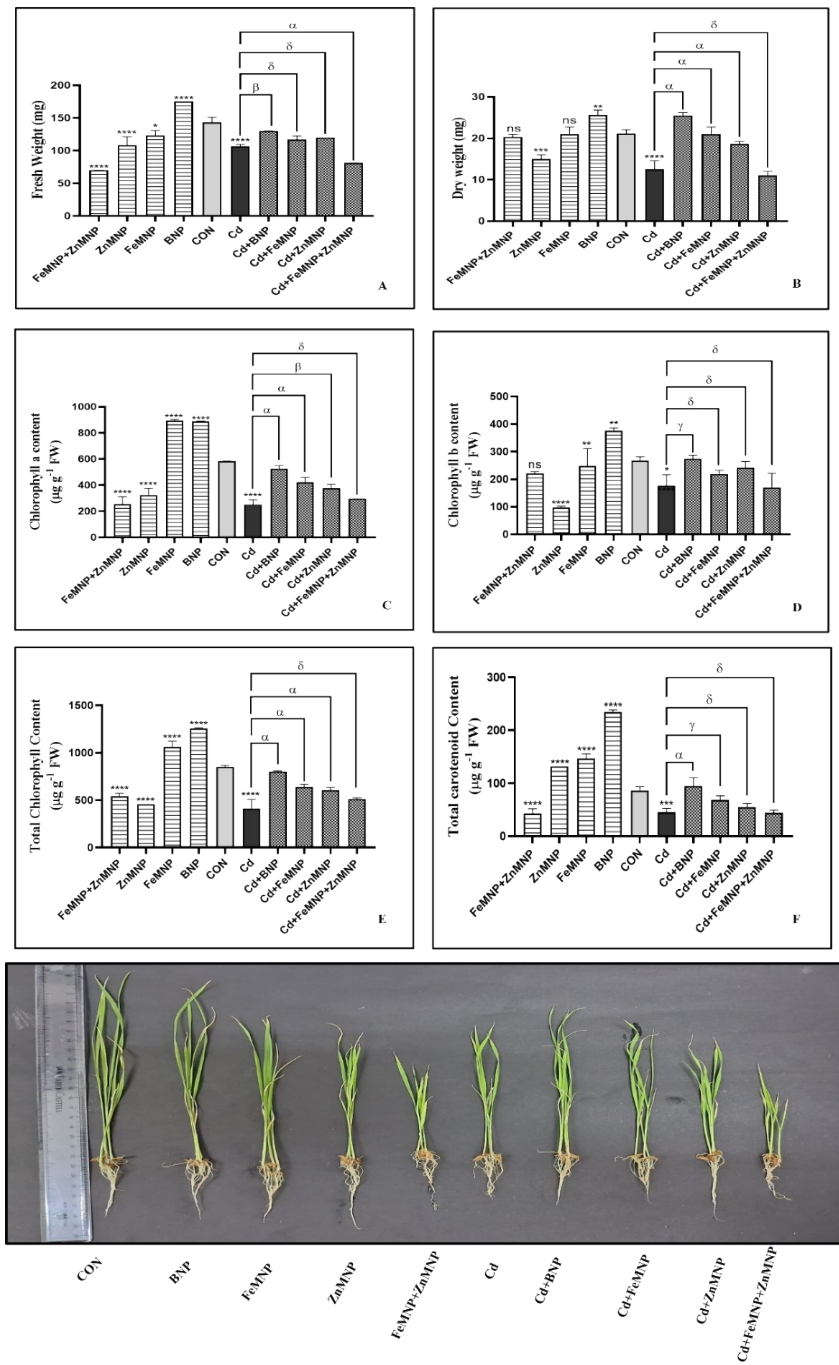 Fresh Weight (mg)
200
150
100
50
0
****
****
*
****
****
β
δ
δ
α
FeMNP+ZnMNP
ZnMNP
FeMNP
BNP
CON
Cd
Cd+BNP
Cd+FeMNP
Cd+ZnMNP
Cd+FeMNP+ZnMNP
A
Dry weight (mg)
30
20
10
0
ns
***
ns
**
****
α
α
α
δ
FeMNP+ZnMNP
ZnMNP
FeMNP
BNP
CON
Cd
Cd+BNP
Cd+FeMNP
Cd+ZnMNP
Cd+FeMNP+ZnMNP
B
Chlorophyll a content
(µg g-1 FW)
1000
800
600
400
200
0
****
****
****
****
****
α
α
β
δ
FeMNP+ZnMNP
ZnMNP
FeMNP
BNP
CON
Cd
Cd+BNP
Cd+FeMNP
Cd+ZnMNP
Cd+FeMNP+ZnMNP
C
Chlorophyll b content
(µg g-1 FW)
500
400
300
200
100
0
ns
****
**
**
*
γ
δ
δ
δ
FeMNP+ZnMNP
ZnMNP
FeMNP
BNP
CON
Cd
Cd+BNP
Cd+FeMNP
Cd+ZnMNP
Cd+FeMNP+ZnMNP
D
Total Chlorophyll Content
(µg g-1 FW)
1500
1000
500
0
****
****
****
****
****
α
α
α
δ
FeMNP+ZnMNP
ZnMNP
FeMNP
BNP
CON
Cd
Cd+BNP
Cd+FeMNP
Cd+ZnMNP
Cd+FeMNP+ZnMNP
E
Total carotenoid Content
(µg g-1 FW)
300
200
100
0
****
****
****
****
***
α
γ
δ
δ
FeMNP+ZnMNP
ZnMNP
FeMNP
BNP
CON
Cd
Cd+BNP
Cd+FeMNP
Cd+ZnMNP
Cd+FeMNP+ZnMNP
F
CON
BNP
FeMNP
ZnMNP
FeMNP+ZnMNP
Cd
Cd+BNP
Cd+FeMNP
Cd+ZnMNP
Cd+FeMNP+ZnMNP